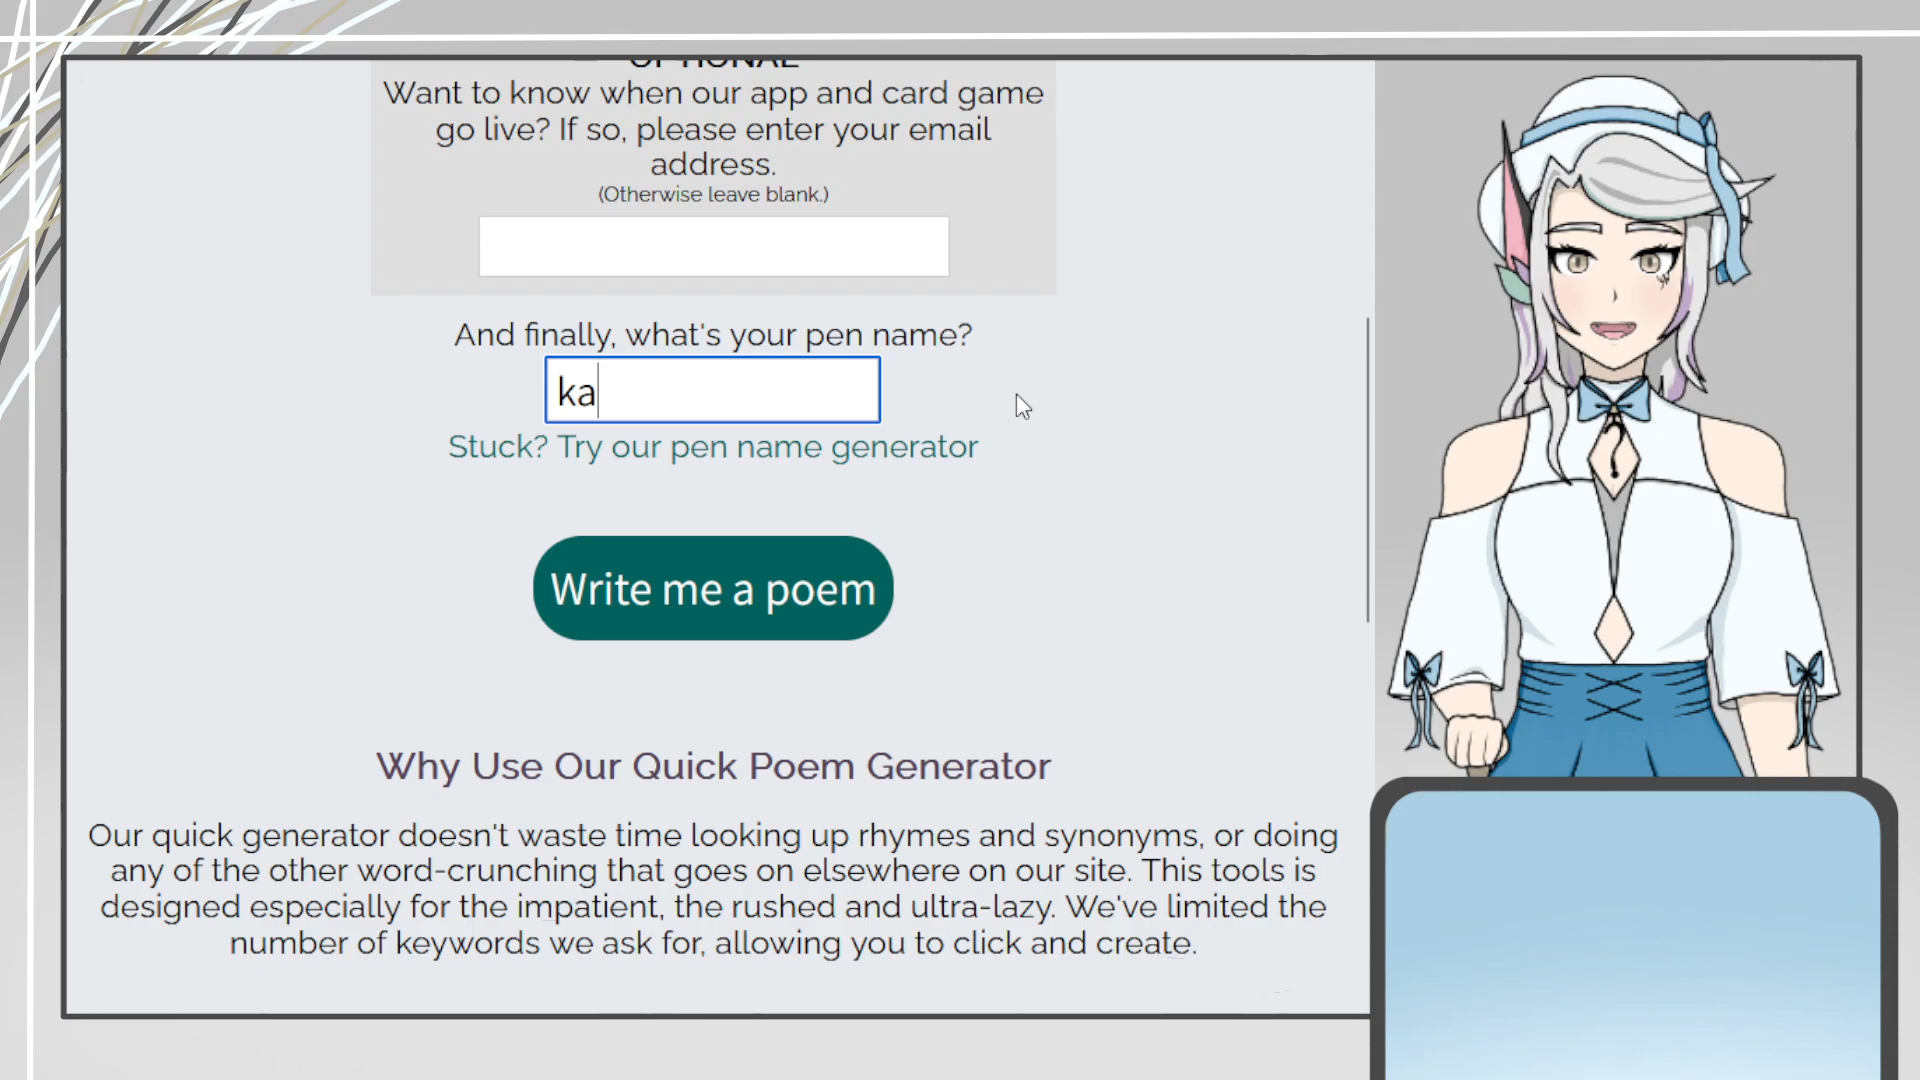 OPTIONAL
Want to know when our app and card game
go live? If so, please enter your email
address.
(Otherwise leave blank.)
And finally, what's your pen name?
ka
Stuck? Try our pen name generator
Write me a poem
Why Use Our Quick Poem Generator
Our quick generator doesn't waste time looking up rhymes and synonyms, or doing
any of the other word-crunching that goes on elsewhere on our site. This tools is
designed especially for the impatient, the rushed and ultra-lazy. We've limited the
number of keywords we ask for, allowing you to click and create.
?